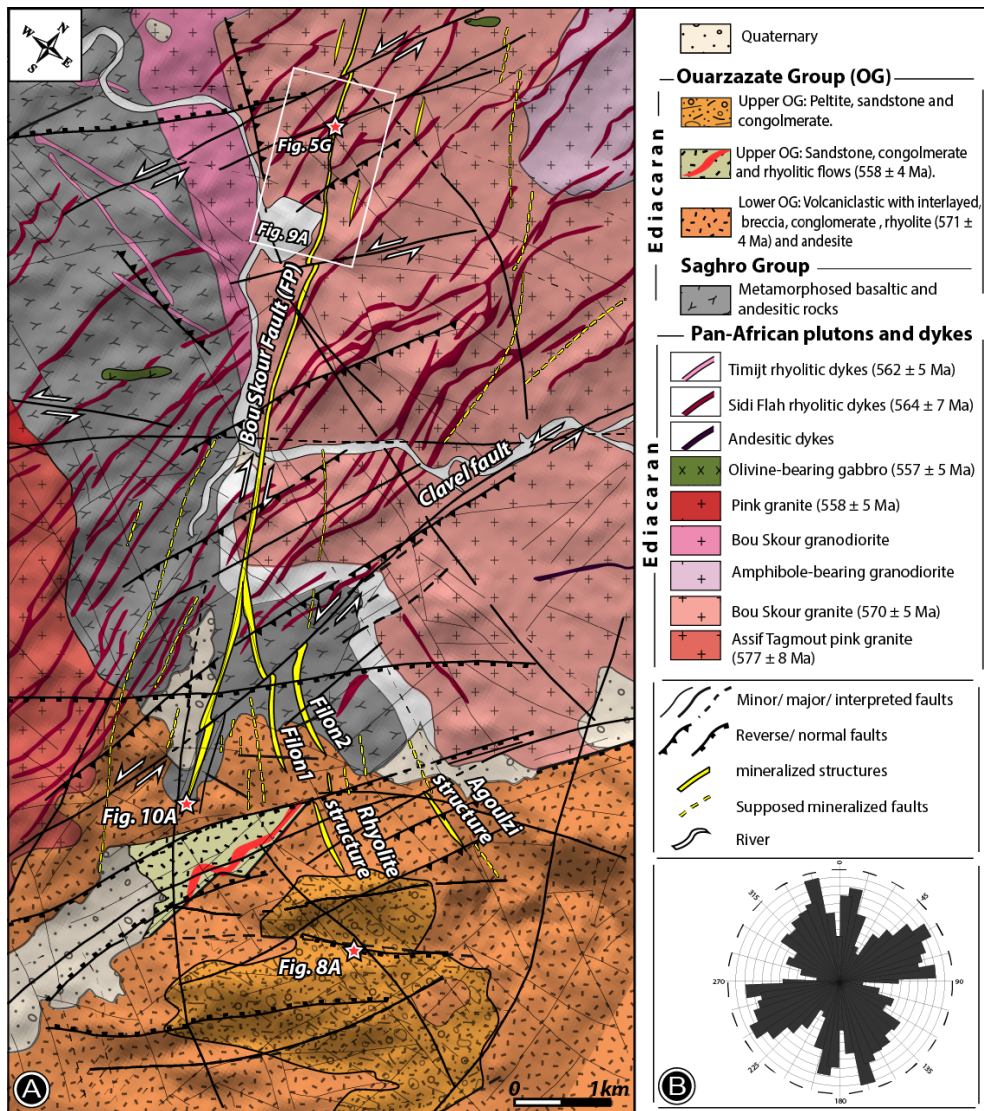 N
W
E
S
Fig. 5G
Fig. 9A
Bou Skour Fault (FP)
Clavel fault
Filon2
Filon1
Agoulzi
structure
Rhyolite
structure
Fig. 10A
Fig. 8A
A
0 1km
Quaternary
Ouarzazate Group (OG)
Ediacaran
Upper OG: Peltite, sandstone and
congolmerate.
Upper OG: Sandstone, congolmerate
and rhyolitic flows (558 ± 4 Ma).
Lower OG: Volcaniclastic with interlayed,
breccia, conglomerate , rhyolite (571 ±
4 Ma) and andesite
Saghro Group
Metamorphosed basaltic and
andesitic rocks
Pan-African plutons and dykes
Ediacaran
Timijt rhyolitic dykes (562 ± 5 Ma)
Sidi Flah rhyolitic dykes (564 ± 7 Ma)
Andesitic dykes
Olivine-bearing gabbro (557 ± 5 Ma)
Pink granite (558 ± 5 Ma)
Bou Skour granodiorite
Amphibole-bearing granodiorite
Bou Skour granite (570 ± 5 Ma)
Assif Tagmout pink granite
(577 ± 8 Ma)
Minor/ major/ interpreted faults
Reverse/ normal faults
mineralized structures
Supposed mineralized faults
River
0
45
90
135
180
225
270
315
B